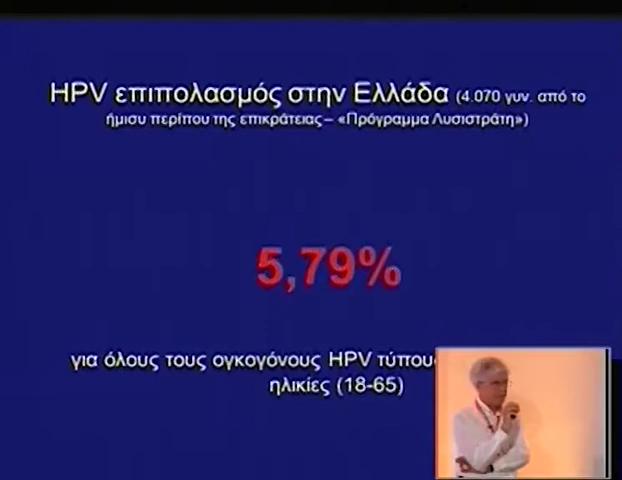 HPV επιπολασμός στην Ελλάδα (4.070 γυν. από το
ήμισυ περίπου της επικράτειας – «Πρόγραμμα Λυσιστράτη»)
5,79%
για όλους τους ογκογόνους HPV
ηλικίες (18-65)